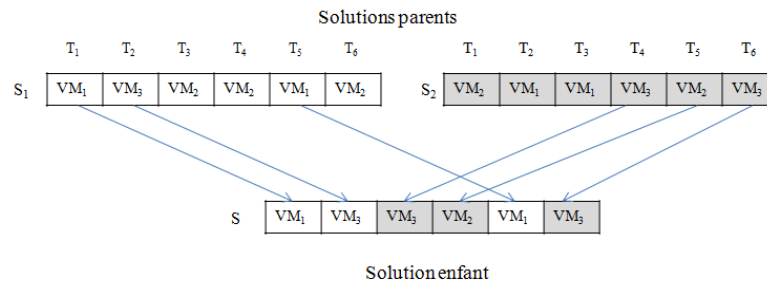 Solutions parents
T1 T2 T3 T4 T5 T6 T1 T2 T3 T4 T5 T6
S1 VM1 VM3 VM2 VM2 VM1 VM2 S2 VM2 VM1 VM1 VM3 VM2 VM3
S VM1 VM3 VM3 VM2 VM1 VM3
Solution enfant